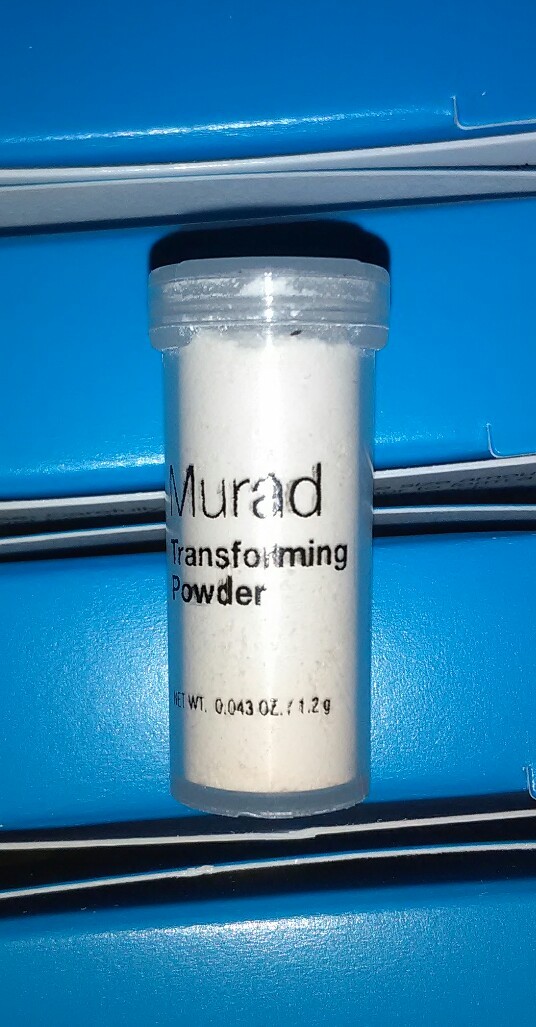 Murad
Transforming
Powder
NET WT. 0.043 OZ. / 1.2 g